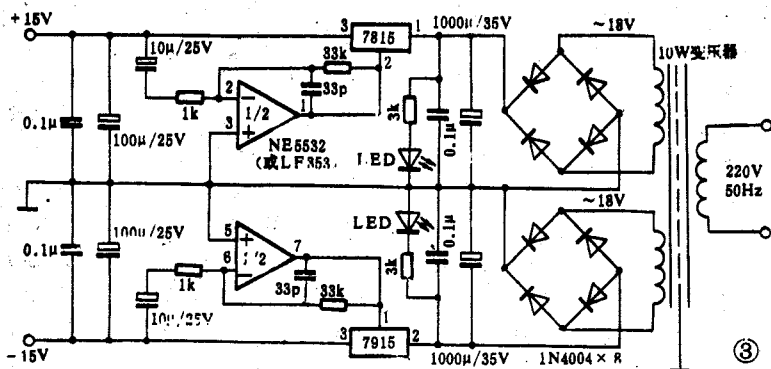 +15V
10μ/25V
3
7815
1
1000μ/35V
~18V
10W变压器
33k
2
2
1k
33p
1
1/2
3
NE5532
(或LF353
3k
0.1μ
0.1μ
100μ/25V
LED
220V
50Hz
LED
~18V
0.1μ
100μ/25V
5
7
0.1μ
1/2
6
1k
33p
33k
3k
10μ/25V
1
3
7915
2
-15V
1000μ/35V
1N4004×8
③